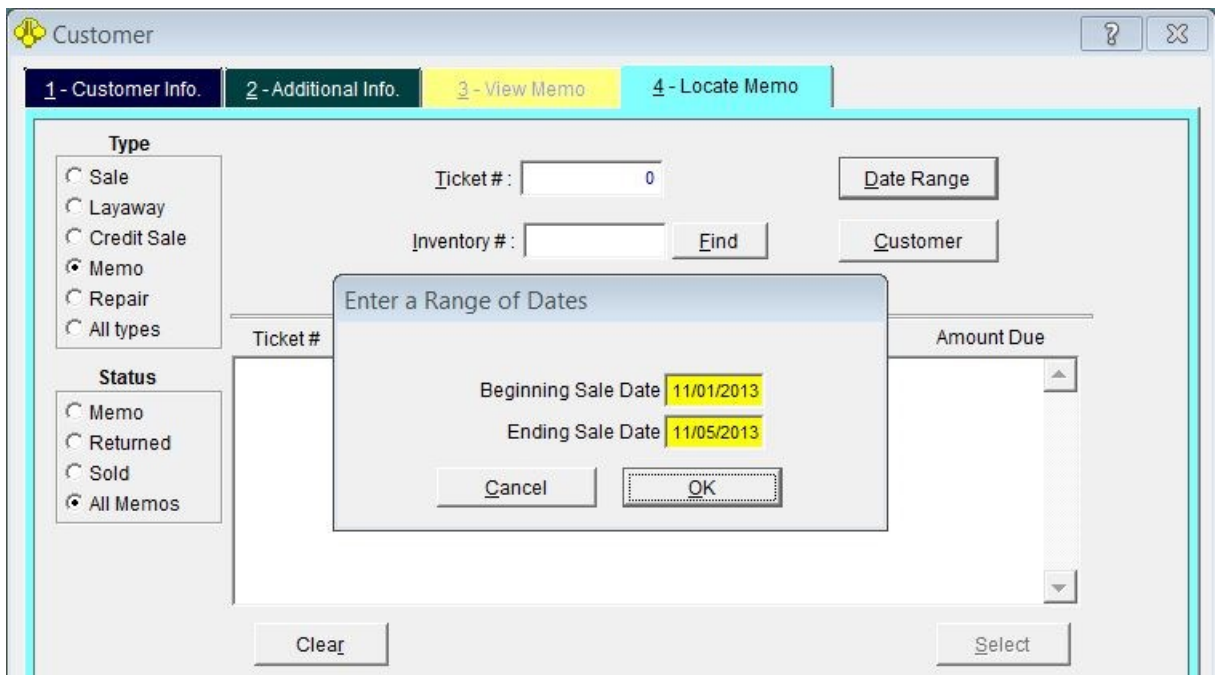 Customer
1 - Customer Info.
2 - Additional Info.
3 - View Memo
4 - Locate Memo
Type
Sale
Layaway
Credit Sale
Memo
Repair
All types
Ticket # : 0
Date Range
Inventory # :
Find
Customer
Enter a Range of Dates
Beginning Sale Date 11/01/2013
Ending Sale Date 11/05/2013
Cancel
OK
Ticket #
Amount Due
Status
Memo
Returned
Sold
All Memos
Clear
Select